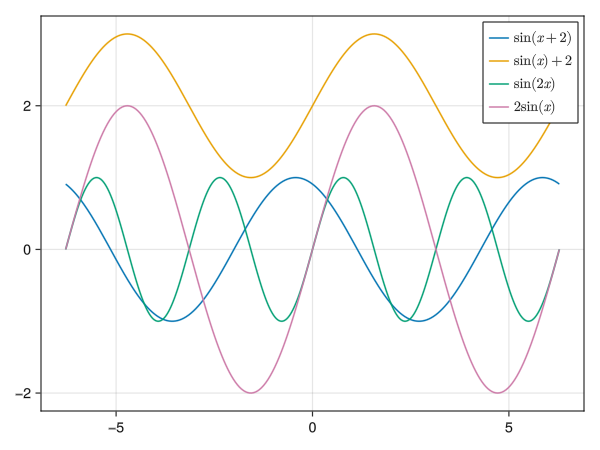 sin(x + 2)
sin(x) + 2
sin(2x)
2sin(x)
2
0
−2
−5 0 5